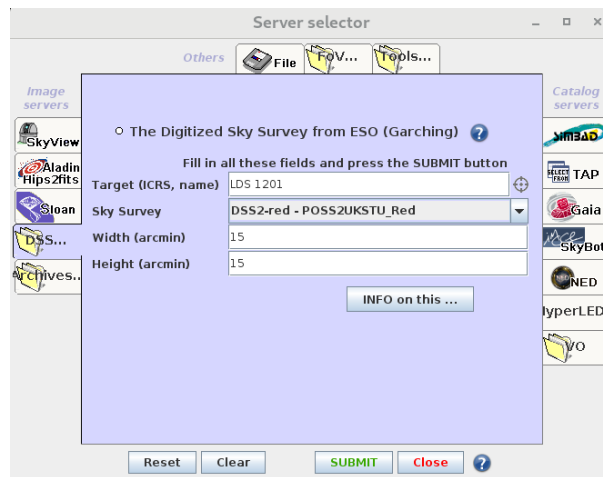 Server selector
Others
File
FoV...
Tools...
Image
servers
Catalog
servers
SkyView
Aladin
Hips2fits
Sloan
DSS...
Archives..
The Digitized Sky Survey from ESO (Garching) ?
Fill in all these fields and press the SUBMIT button
Target (ICRS, name) LDS 1201
Sky Survey DSS2-red - POSS2UKSTU_Red
Width (arcmin) 15
Height (arcmin) 15
INFO on this ...
SIMBAD
SELECT
FROM
TAP
Gaia
SkyBot
NED
HyperLED
VO
Reset Clear SUBMIT Close ?